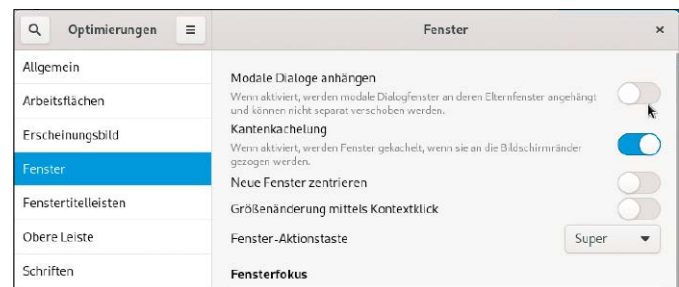 Optimierungen
Fenster
Allgemein
Arbeitsflächen
Erscheinungsbild
Fenster
Fenstertitelleisten
Obere Leiste
Schriften
Modale Dialoge anhängen
Wenn aktiviert, werden modale Dialogfenster an deren Elternfenster angehängt
und können nicht separat verschoben werden.
Kantenkachelung
Wenn aktiviert, werden Fenster gekachelt, wenn sie an die Bildschirmränder
gezogen werden.
Neue Fenster zentrieren
Größenänderung mittels Kontextklick
Fenster-Aktionstaste
Super
Fensterfokus